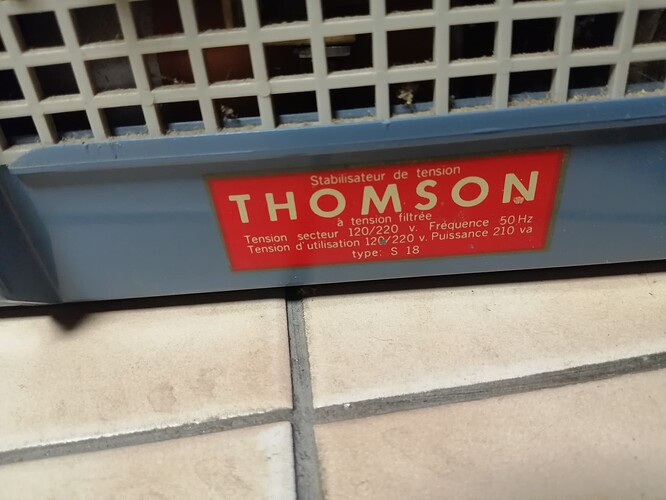 Stabilisateur de tension
THOMSON
à tension filtrée
Tension secteur 120/220 v. Fréquence 50 Hz
Tension d'utilisation 120/220 v. Puissance 210 va
type: S 18